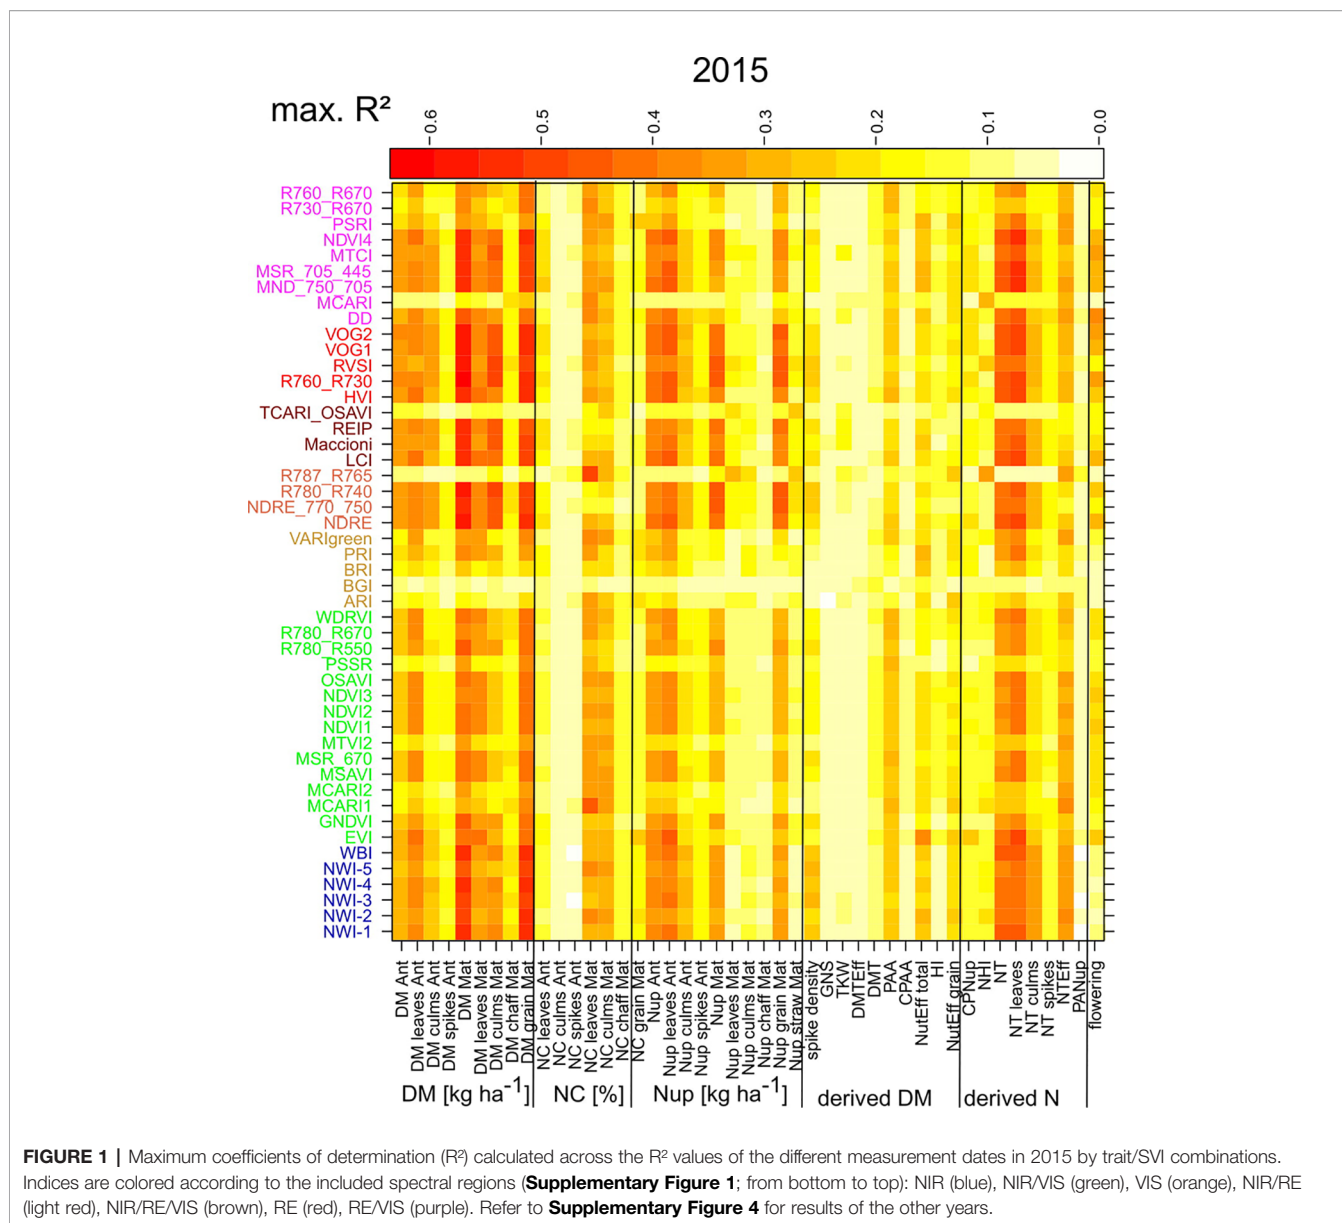 2015
max. R²
0.6
0.5
0.4
0.3
0.2
0.1
0.0
R760_R670
R730_R670
PSRI
NDVI4
MTCI
MSR_705_445
MND_750_705
MCARI
DD
VOG2
VOG1
RVSI
R760_R730
HVI
TCARI_OSAVI
REIP
Maccioni
LCI
R787_R765
R780_R740
NDRE_770_750
NDRE
VARIgreen
PRI
BRI
BGI
ARI
WDRVI
R780_R670
R780_R550
PSSR
OSAVI
NDVI3
NDVI2
NDVI1
MTVI2
MSR_670
MSAVI
MCARI2
MCARI1
GNDVI
EVI
WBI
NWI-5
NWI-4
NWI-3
NWI-2
NWI-1
DM Ant
DM leaves Ant
DM culms Ant
DM spikes Ant
DM Mat
DM leaves Mat
DM culms Mat
DM chaff Mat
DM grain Mat
NC leaves Ant
NC culms Ant
NC spikes Ant
NC leaves Mat
NC culms Mat
NC chaff Mat
NC grain Mat
Nup Ant
Nup leaves Ant
Nup culms Ant
Nup spikes Ant
Nup Mat
Nup leaves Mat
Nup culms Mat
Nup chaff Mat
Nup grain Mat
Nup straw Mat
spike density
GNS
TKW
DMTEff
DMT
PAA
CPAA
NutEff total
HI
NutEff grain
CPNup
NHI
NT
NT leaves
NT culms
NT spikes
NTEff
PANup
flowering
DM [kg ha⁻¹]
NC [%]
Nup [kg ha⁻¹]
derived DM
derived N
FIGURE 1 | Maximum coefficients of determination (R²) calculated across the R² values of the different measurement dates in 2015 by trait/SVI combinations.
Indices are colored according to the included spectral regions (Supplementary Figure 1; from bottom to top): NIR (blue), NIR/VIS (green), VIS (orange), NIR/RE
(light red), NIR/RE/VIS (brown), RE (red), RE/VIS (purple). Refer to Supplementary Figure 4 for results of the other years.